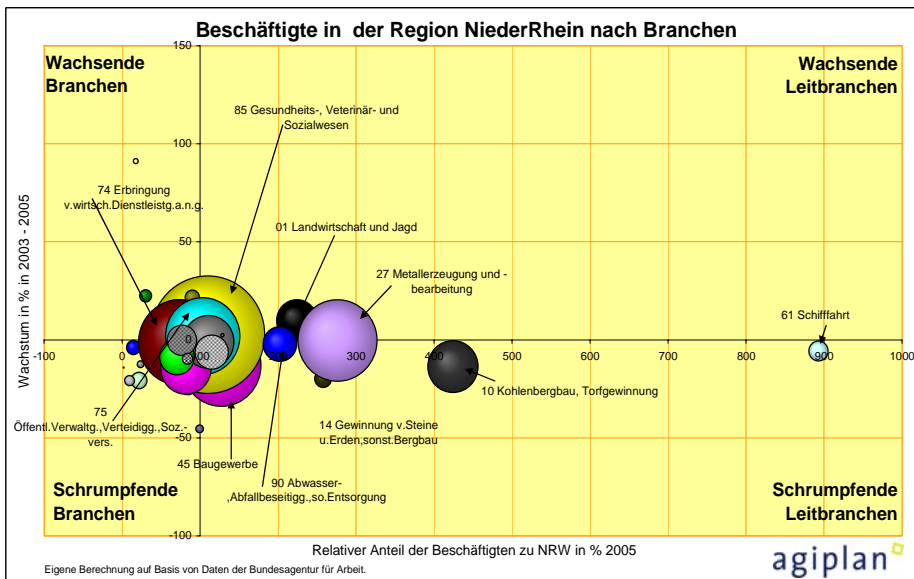 Beschäftigte in der Region NiederRhein nach Branchen
150
Wachsende
Branchen
Wachsende
Leitbranchen
85 Gesundheits-, Veterinär- und
Sozialwesen
100
74 Erbringung
v.wirtsch.Dienstleistg.a.n.g.
01 Landwirtschaft und Jagd
50
27 Metallerzeugung und -
bearbeitung
61 Schifffahrt
Wachstum in % in 2003 - 2005
0
-100
0
100
200
300
400
500
600
700
800
900
1000
10 Kohlenbergbau, Torfgewinnung
75
Öffentl.Verwaltg.,Verteidigg.,Soz.-
vers.
14 Gewinnung v.Steine
u.Erden,sonst.Bergbau
-50
45 Baugewerbe
90 Abwasser-
,Abfallbeseitigg.,so.Entsorgung
Schrumpfende
Branchen
Schrumpfende
Leitbranchen
-100
Relativer Anteil der Beschäftigten zu NRW in % 2005
Eigene Berechnung auf Basis von Daten der Bundesagentur für Arbeit.
agiplan